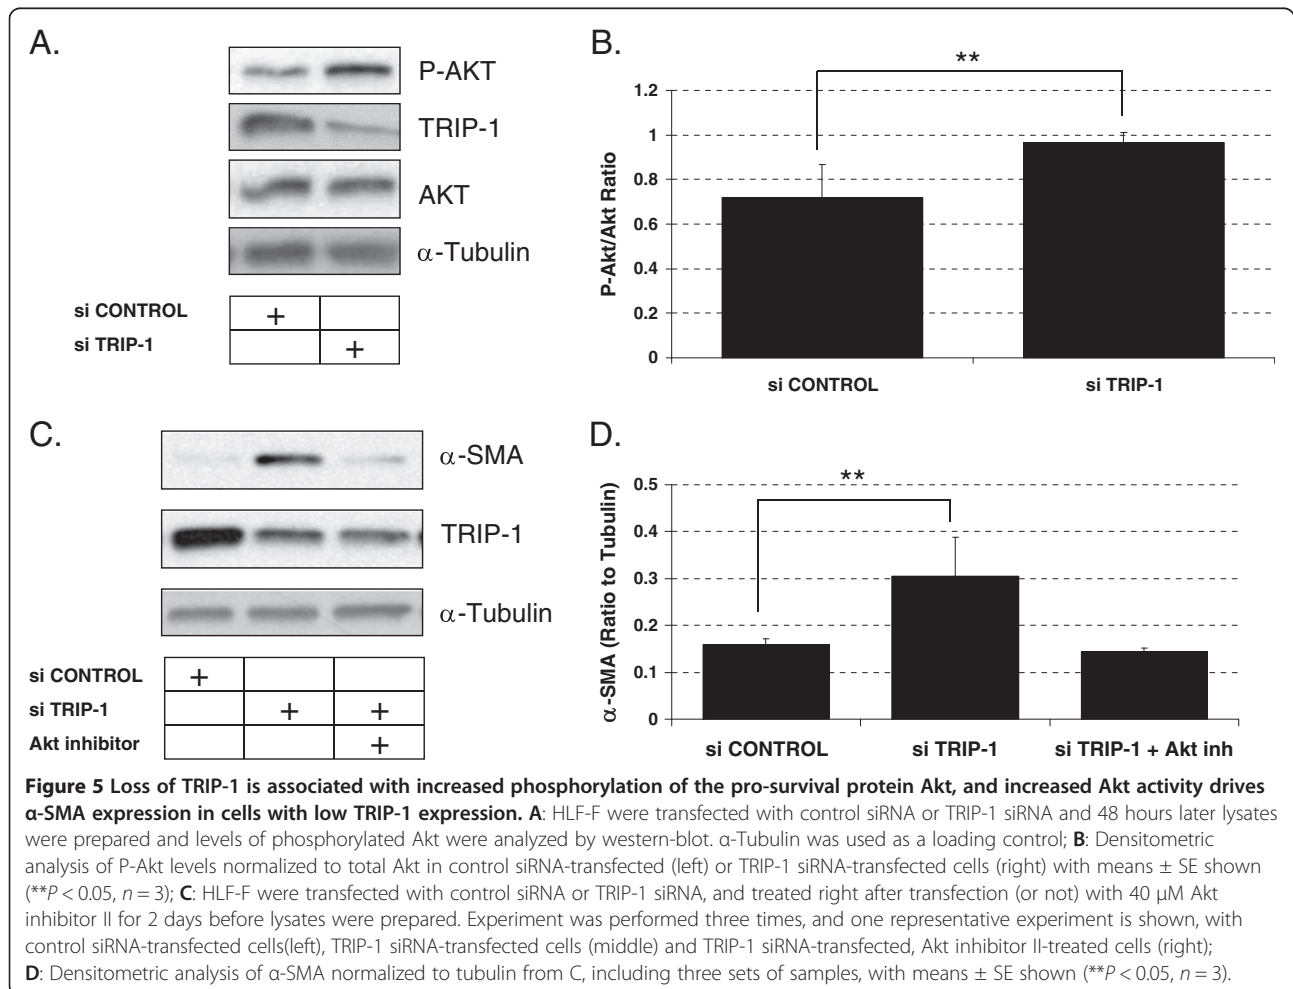 A.
P-AKT
TRIP-1
AKT
α-Tubulin
si CONTROL +
si TRIP-1 +
B.
**
1.2
1
0.8
0.6
0.4
0.2
0
P-Akt/Akt Ratio
si CONTROL si TRIP-1
C.
α-SMA
TRIP-1
α-Tubulin
si CONTROL +
si TRIP-1 + +
Akt inhibitor +
D.
**
0.5
0.4
0.3
0.2
0.1
0
α-SMA (Ratio to Tubulin)
si CONTROL si TRIP-1 si TRIP-1 + Akt inh
Figure 5 Loss of TRIP-1 is associated with increased phosphorylation of the pro-survival protein Akt, and increased Akt activity drives
α-SMA expression in cells with low TRIP-1 expression. A: HLF-F were transfected with control siRNA or TRIP-1 siRNA and 48 hours later lysates
were prepared and levels of phosphorylated Akt were analyzed by western-blot. α-Tubulin was used as a loading control; B: Densitometric
analysis of P-Akt levels normalized to total Akt in control siRNA-transfected (left) or TRIP-1 siRNA-transfected cells (right) with means ± SE shown
(**P < 0.05, n = 3); C: HLF-F were transfected with control siRNA or TRIP-1 siRNA, and treated right after transfection (or not) with 40 μM Akt
inhibitor II for 2 days before lysates were prepared. Experiment was performed three times, and one representative experiment is shown, with
control siRNA-transfected cells(left), TRIP-1 siRNA-transfected cells (middle) and TRIP-1 siRNA-transfected, Akt inhibitor II-treated cells (right);
D: Densitometric analysis of α-SMA normalized to tubulin from C, including three sets of samples, with means ± SE shown (**P < 0.05, n = 3).